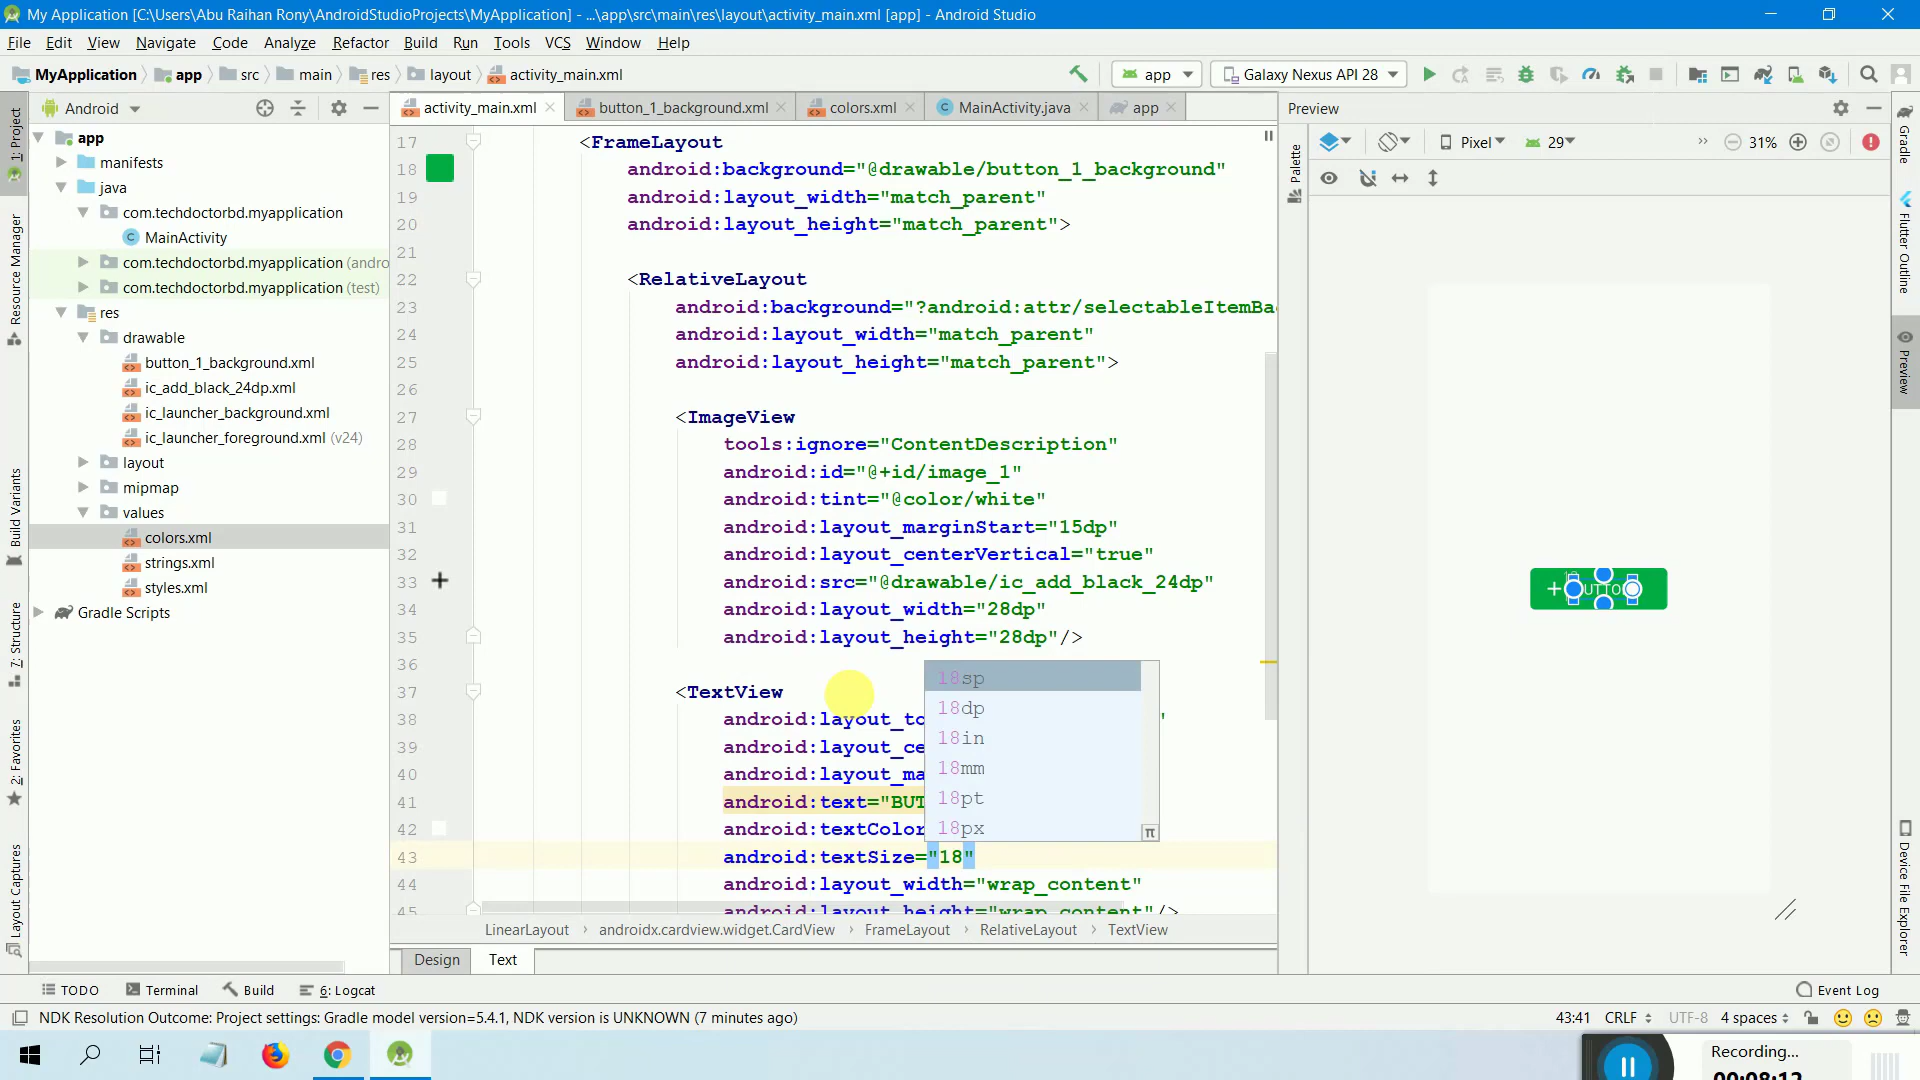 My Application [C:\Users\Abu Raihan Rony\AndroidStudioProjects\MyApplication] - ...\app\src\main\res\layout\activity_main.xml [app] - Android Studio
File Edit View Navigate Code Analyze Refactor Build Run Tools VCS Window Help
MyApplication app src main res layout activity_main.xml app Galaxy Nexus API 28
Android activity_main.xml button_1_background.xml colors.xml MainActivity.java app Preview
1: Project
Resource Manager
Build Variants
7: Structure
2: Favorites
Layout Captures
app
manifests
java
com.techdoctorbd.myapplication
MainActivity
com.techdoctorbd.myapplication (andro
com.techdoctorbd.myapplication (test)
res
drawable
button_1_background.xml
ic_add_black_24dp.xml
ic_launcher_background.xml
ic_launcher_foreground.xml (v24)
layout
mipmap
values
colors.xml
strings.xml
styles.xml
Gradle Scripts
17 <FrameLayout
18 android:background="@drawable/button_1_background"
19 android:layout_width="match_parent"
20 android:layout_height="match_parent">
21
22 <RelativeLayout
23 android:background="?android:attr/selectableItemBa
24 android:layout_width="match_parent"
25 android:layout_height="match_parent">
26
27 <ImageView
28 tools:ignore="ContentDescription"
29 android:id="@+id/image_1"
30 android:tint="@color/white"
31 android:layout_marginStart="15dp"
32 android:layout_centerVertical="true"
33 android:src="@drawable/ic_add_black_24dp"
34 android:layout_width="28dp"
35 android:layout_height="28dp"/>
36
37 <TextView
38 android:layout_to
39 android:layout_ce
40 android:layout_ma
41 android:text="BUT
42 android:textColor
43 android:textSize="18"
44 android:layout_width="wrap_content"
45 android:layout_height="wrap_content"/>
18sp
18dp
18in
18mm
18pt
18px
π
LinearLayout androidx.cardview.widget.CardView FrameLayout RelativeLayout TextView
Design Text
Palette
Pixel 29 31%
Gradle
Flutter Outline
Preview
Device File Explorer
TODO Terminal Build 6: Logcat Event Log
NDK Resolution Outcome: Project settings: Gradle model version=5.4.1, NDK version is UNKNOWN (7 minutes ago) 43:41 CRLF UTF-8 4 spaces
Recording...
00:08:12